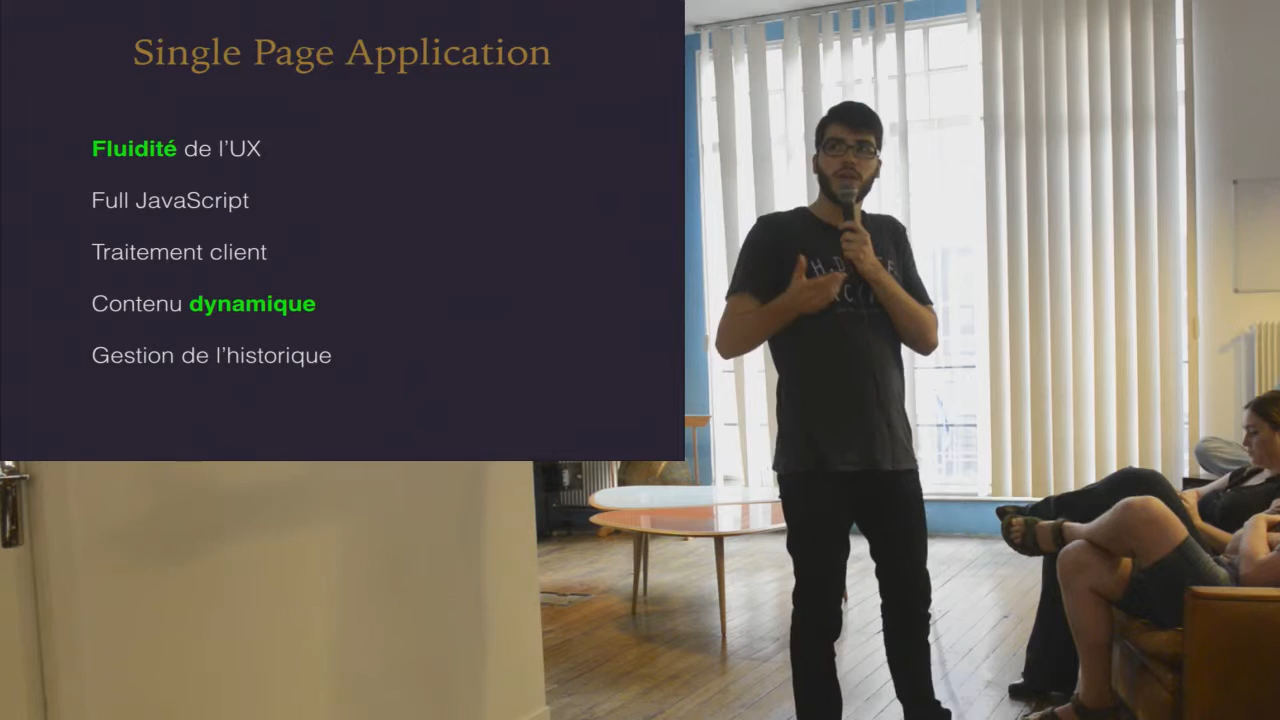 Single Page Application
Fluidité de l’UX
Full JavaScript
Traitement client
Contenu dynamique
Gestion de l’historique